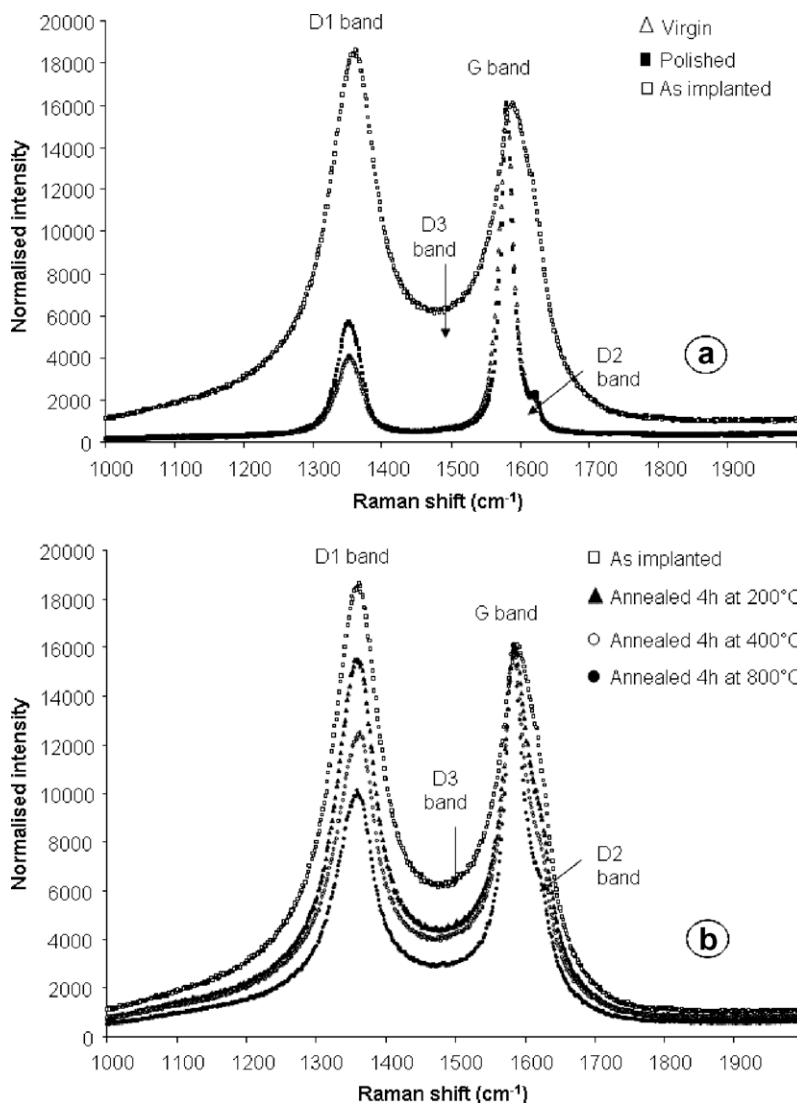 20000
18000
16000
14000
12000
10000
8000
6000
4000
2000
0
Normalised intensity
D1 band
G band
D3
band
D2
band
△ Virgin
■ Polished
□ As implanted
a
1000 1100 1200 1300 1400 1500 1600 1700 1800 1900
Raman shift (cm⁻¹)
20000
18000
16000
14000
12000
10000
8000
6000
4000
2000
0
Normalised intensity
D1 band
G band
D3
band
D2
band
□ As implanted
▲ Annealed 4h at 200°C
○ Annealed 4h at 400°C
● Annealed 4h at 800°C
b
1000 1100 1200 1300 1400 1500 1600 1700 1800 1900
Raman shift (cm⁻¹)